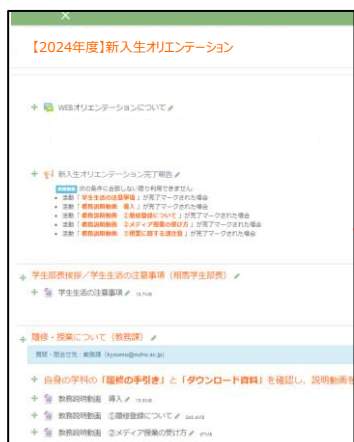 【2024年度】新入生オリエンテーション
WEBオリエンテーションについて
新入生オリエンテーション完了報告
次の条件に合致しない限り利用できません:
活動「学生生活の注意事項」が完了マークされた場合
活動「教務説明動画 導入」が完了マークされた場合
活動「教務説明動画 ①履修登録について」が完了マークされた場合
活動「教務説明動画 ②メディア授業の受け方」が完了マークされた場合
活動「教務説明動画 ③授業に関する諸注意」が完了マークされた場合
学生部長挨拶/学生生活の注意事項(相馬学生部長)
学生生活の注意事項
履修・授業について(教務課)
質問・問合せ先:教務課
自身の学科の「履修の手引き」と「ダウンロード資料」を確認し、説明動画を
教務説明動画 導入
教務説明動画 ①履修登録について
教務説明動画 ②メディア授業の受け方